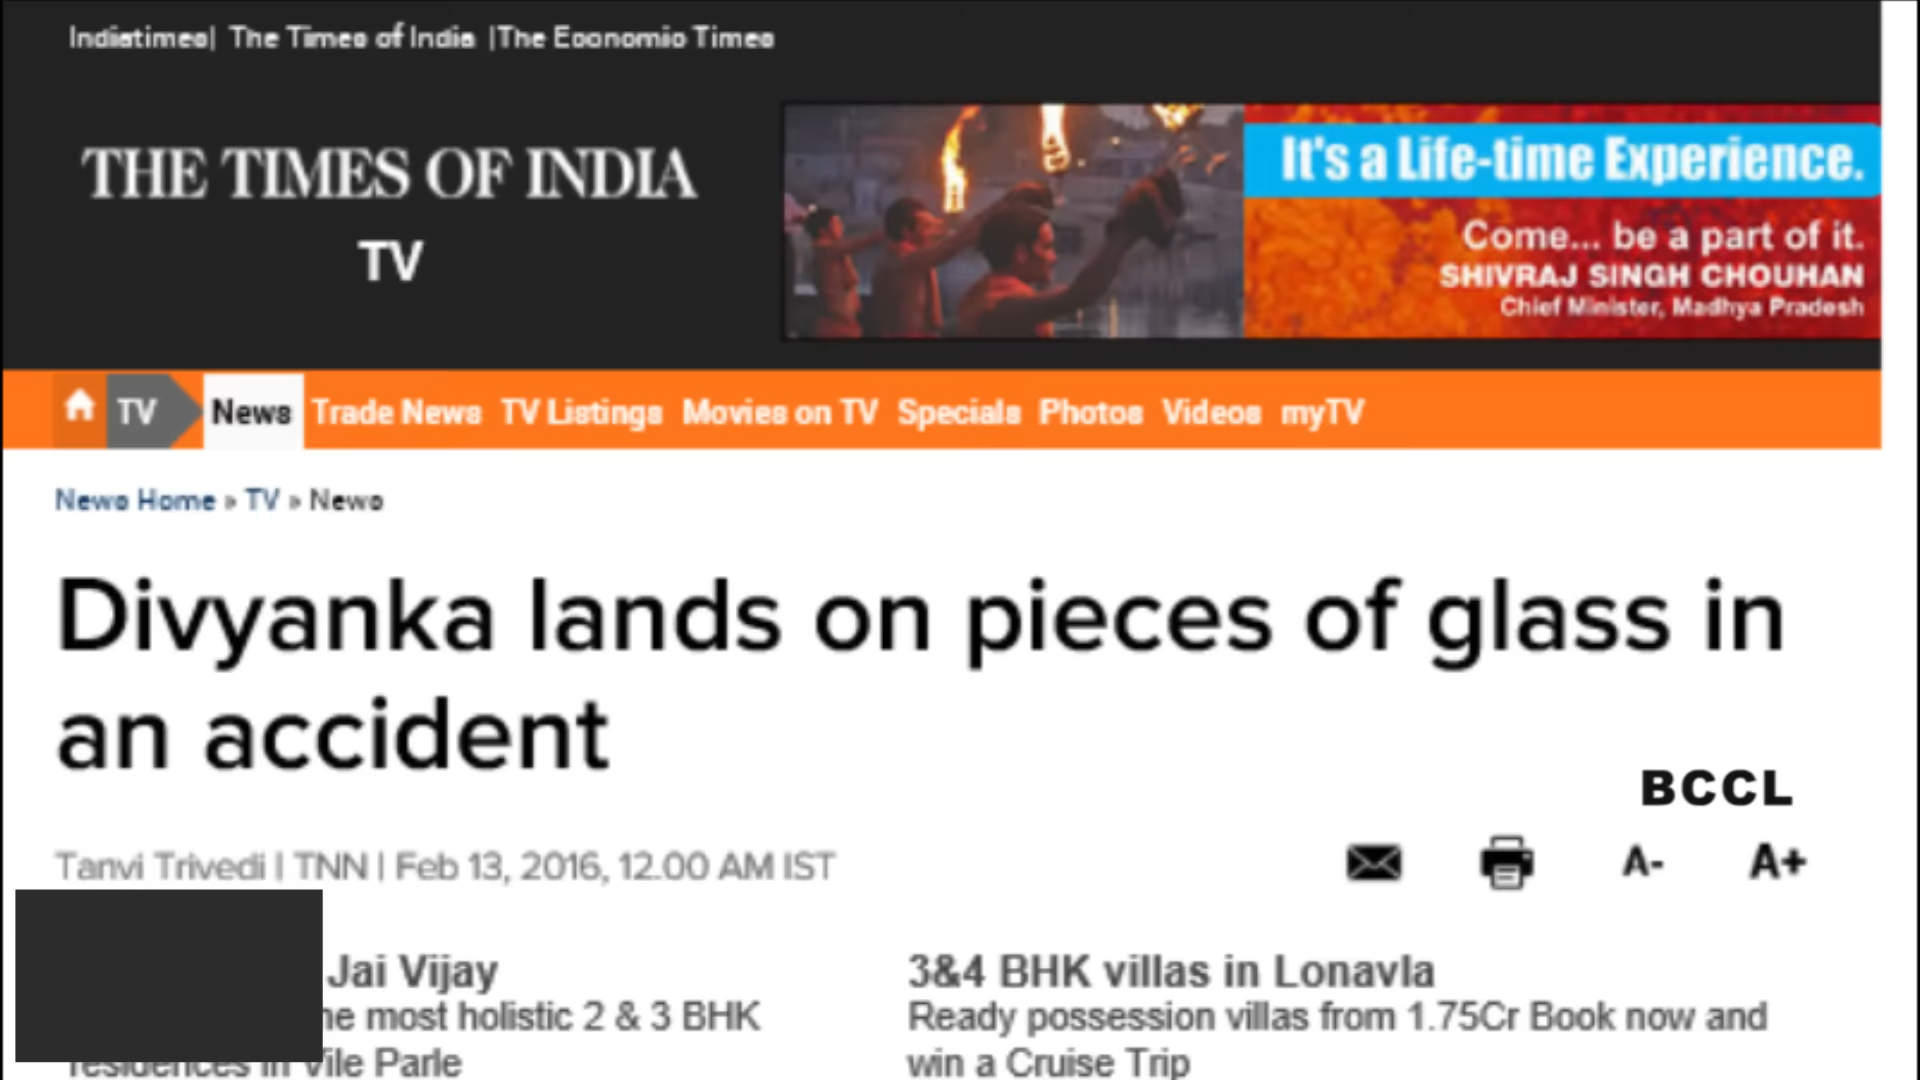 Indiatimes| The Times of India |The Economic Times
THE TIMES OF INDIA
TV
It's a Life-time Experience.
Come... be a part of it.
SHIVRAJ SINGH CHOUHAN
Chief Minister, Madhya Pradesh
TV News Trade News TV Listings Movies on TV Specials Photos Videos myTV
News Home » TV » News
Divyanka lands on pieces of glass in
an accident
BCCL
Tanvi Trivedi | TNN | Feb 13, 2016, 12.00 AM IST
A- A+
Jai Vijay
most holistic 2 & 3 BHK
residences in Vile Parle
3&4 BHK villas in Lonavla
Ready possession villas from 1.75Cr Book now and
win a Cruise Trip